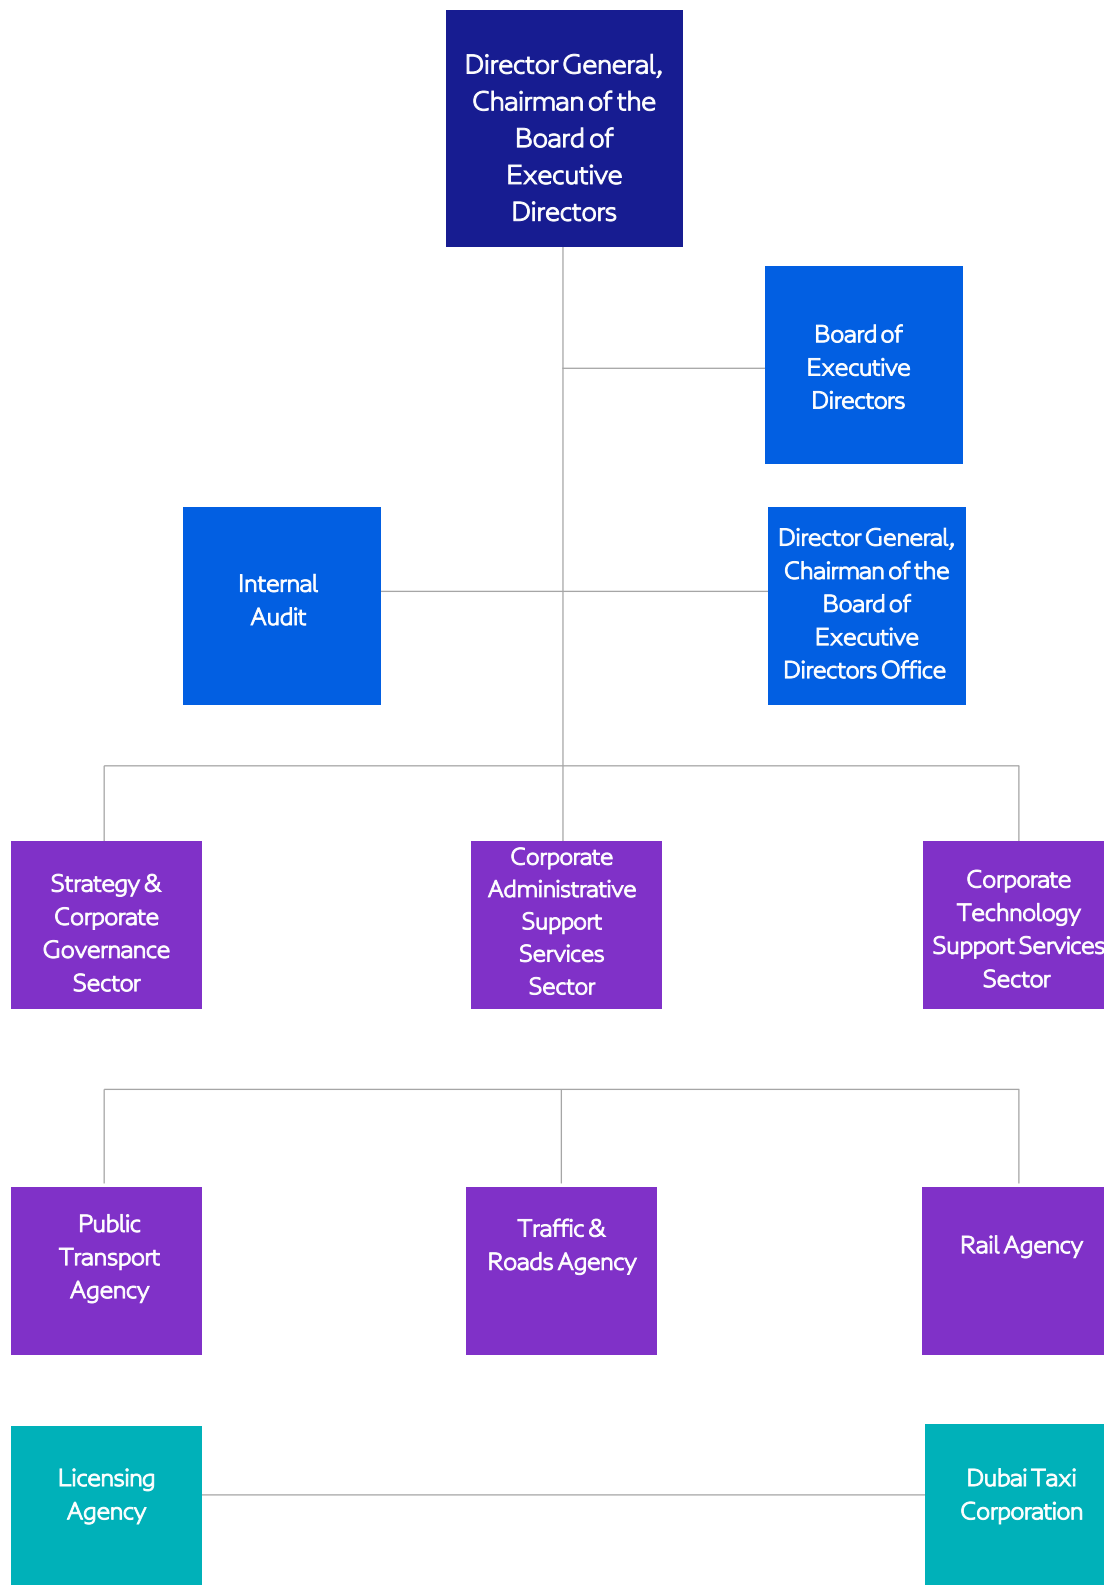 Director General,
Chairman of the
Board of
Executive
Directors
Board of
Executive
Directors
Internal
Audit
Director General,
Chairman of the
Board of
Executive
Directors Office
Strategy &
Corporate
Governance
Sector
Corporate
Administrative
Support
Services
Sector
Corporate
Technology
Support Services
Sector
Public
Transport
Agency
Traffic &
Roads Agency
Rail Agency
Licensing
Agency
Dubai Taxi
Corporation